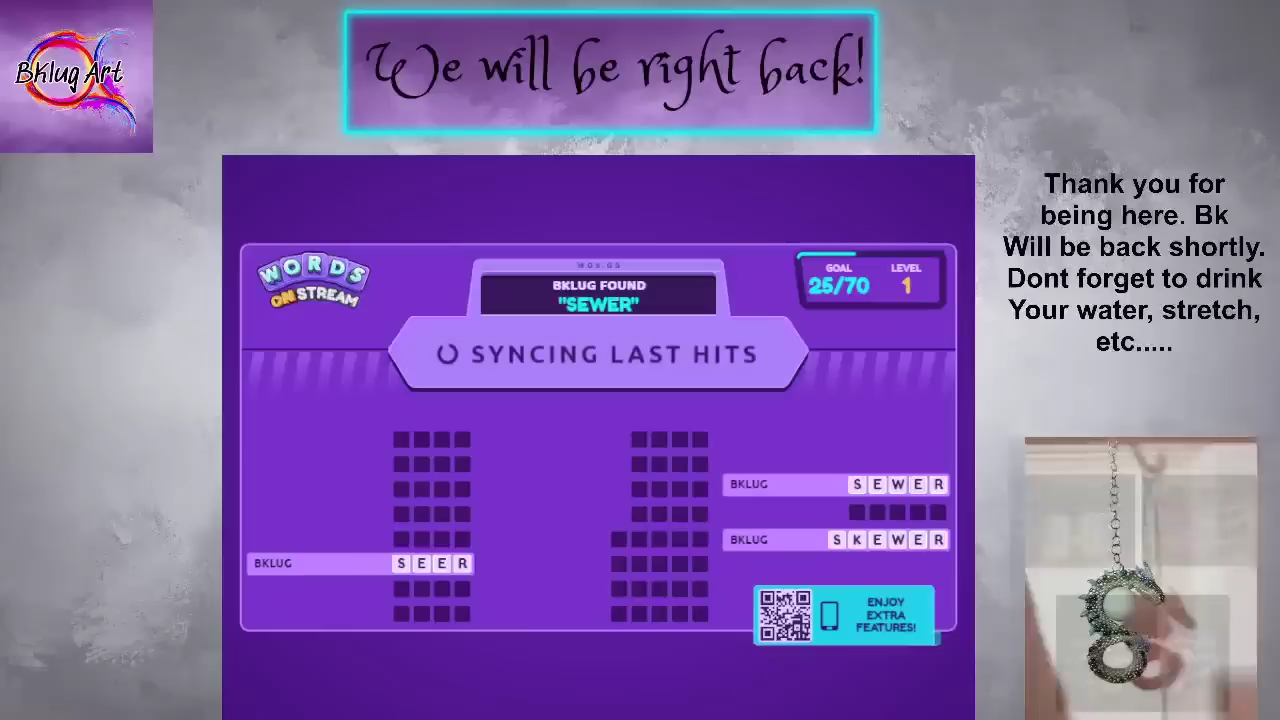 BKlug Art
We will be right back!
Thank you for
being here. Bk
Will be back shortly.
Dont forget to drink
Your water, stretch,
etc.....
WORDS
ON STREAM
WOS.GG
BKLUG FOUND
"SEWER"
GOAL
25/70
LEVEL
1
SYNCING LAST HITS
BKLUG SEER
BKLUG SEWER
BKLUG SKEWER
ENJOY
EXTRA
FEATURES!